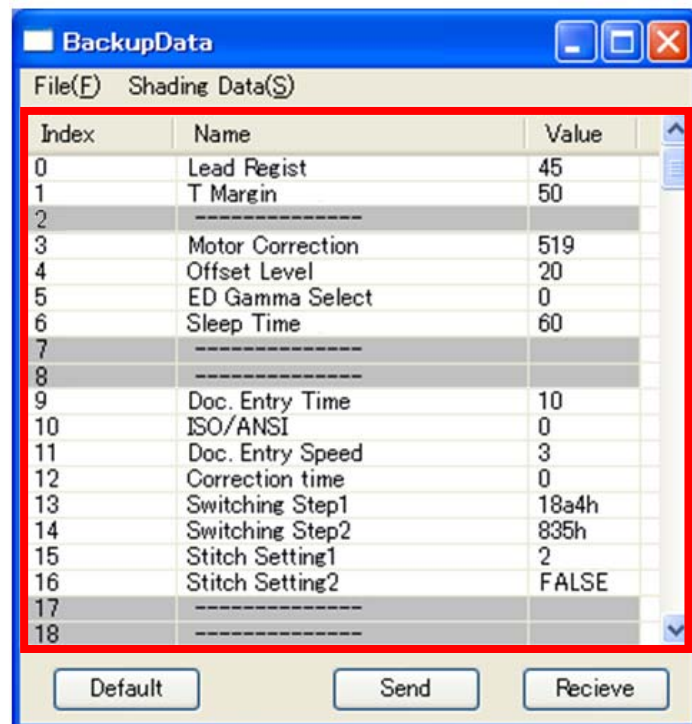 BackupData
File(F) Shading Data(S)
Index Name Value
0 Lead Regist 45
1 T Margin 50
2 --------------
3 Motor Correction 519
4 Offset Level 20
5 ED Gamma Select 0
6 Sleep Time 60
7 --------------
8 --------------
9 Doc. Entry Time 10
10 ISO/ANSI 0
11 Doc. Entry Speed 3
12 Correction time 0
13 Switching Step1 18a4h
14 Switching Step2 835h
15 Stitch Setting1 2
16 Stitch Setting2 FALSE
17 --------------
18 --------------
Default Send Recieve